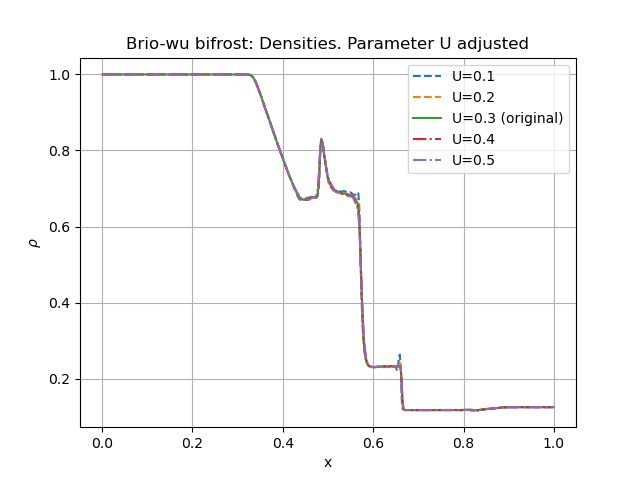 Brio-wu bifrost: Densities. Parameter U adjusted
1.0
0.8
0.6
0.4
0.2
ρ
U=0.1
U=0.2
U=0.3 (original)
U=0.4
U=0.5
0.0 0.2 0.4 0.6 0.8 1.0
x